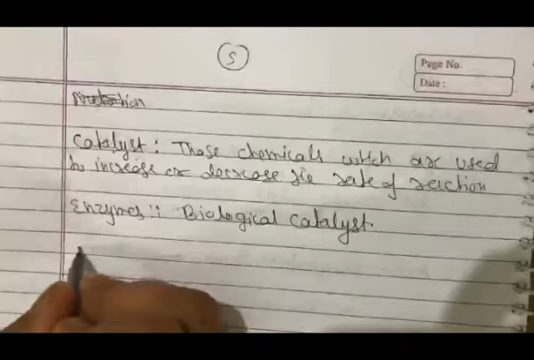 5
Page No.
Date :
Nutrition
Catalyst : Those chemicals which are used
to increase or decrease the rate of reaction
Enzymes :: Biological catalyst.